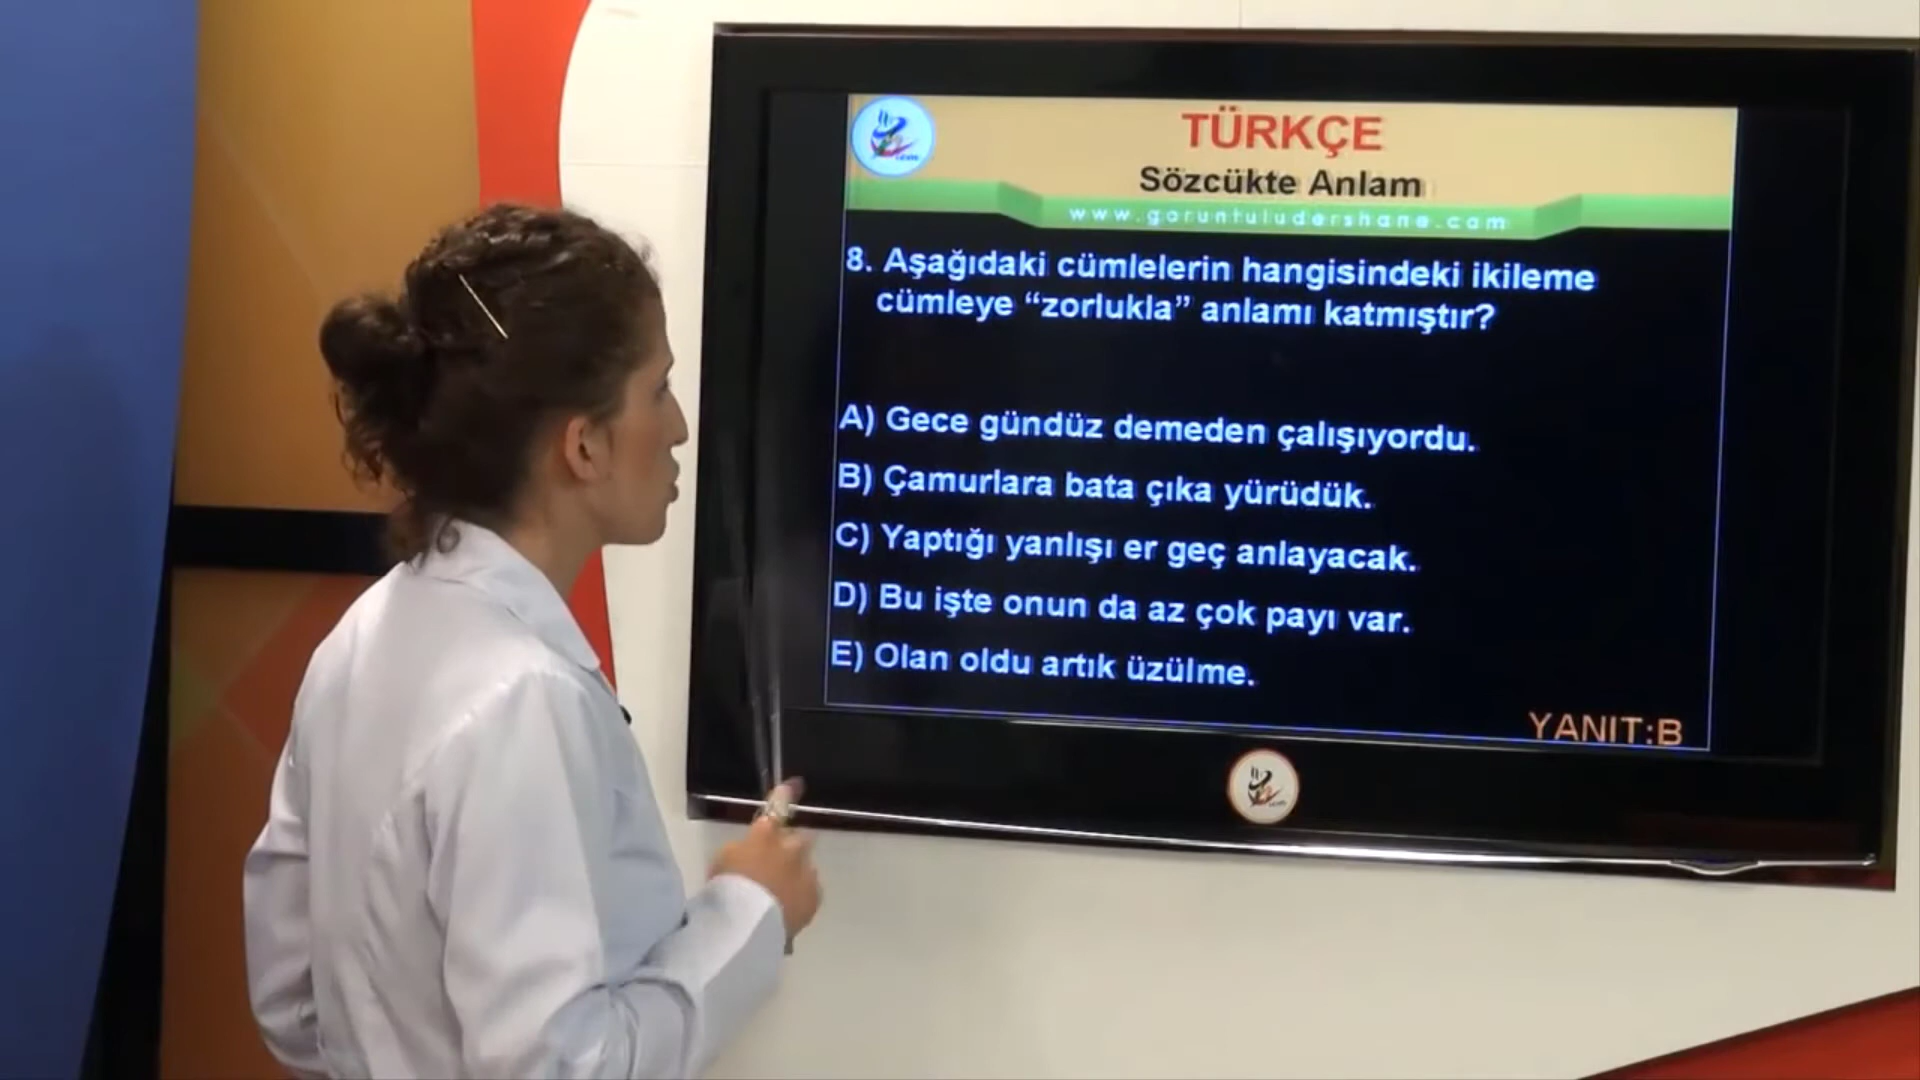 TÜRKÇE
Sözcükte Anlam
www.goruntuludershane.com
8. Aşağıdaki cümlelerin hangisindeki ikileme
cümleye “zorlukla” anlamı katmıştır?
A) Gece gündüz demeden çalışıyordu.
B) Çamurlara bata çıka yürüdük.
C) Yaptığı yanlışı er geç anlayacak.
D) Bu işte onun da az çok payı var.
E) Olan oldu artık üzülme.
YANIT:B